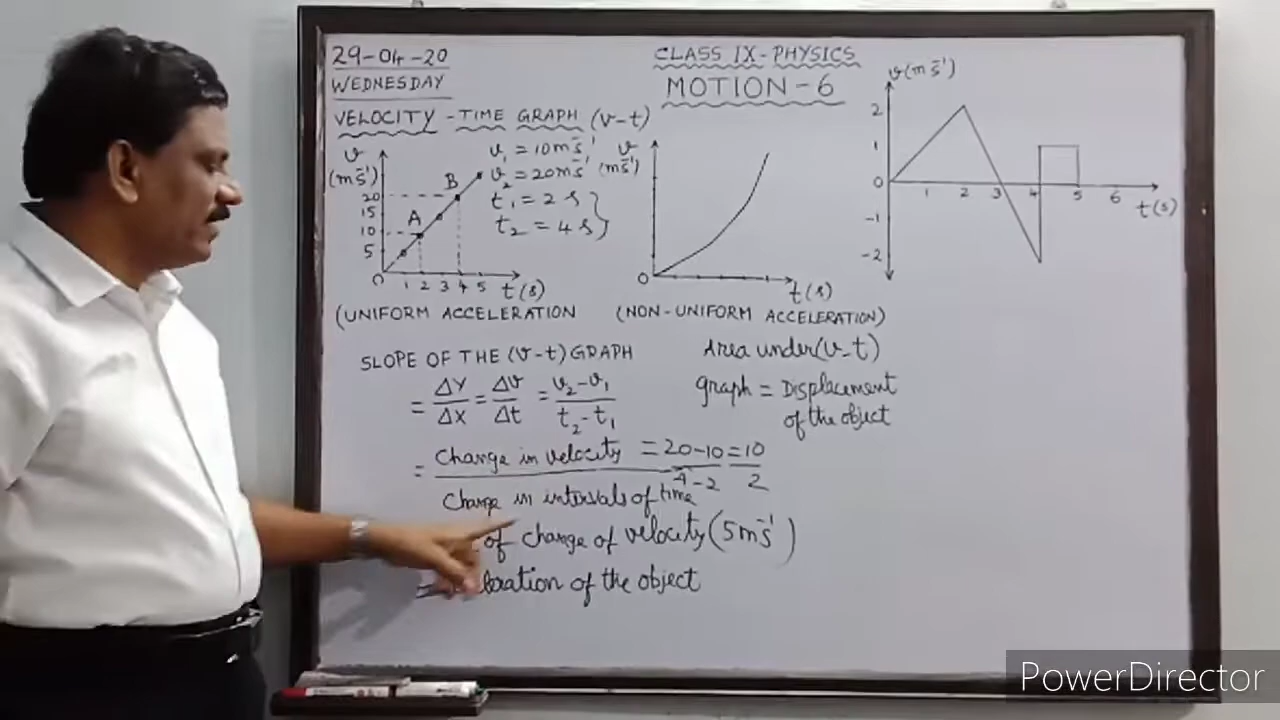 29-04-20
WEDNESDAY
CLASS IX-PHYSICS
MOTION-6
VELOCITY-TIME GRAPH (v-t)
v
(ms⁻¹)
20
15
10
5
0
A
B
1 2 3 4 5 t(s)
v₁ = 10ms⁻¹
v₂ = 20ms⁻¹
t₁ = 2 s
t₂ = 4 s
(UNIFORM ACCELERATION
v
(ms⁻¹)
0
t(s)
(NON-UNIFORM ACCELERATION)
v(ms⁻¹)
2
1
0
-1
-2
1 2 3 4 5 6
t(s)
SLOPE OF THE (v-t) GRAPH
= ΔY/ΔX = Δv/Δt = v₂-v₁/t₂-t₁
= Change in velocity / Change in intervals of time = 20-10/4-2 = 10/2
of change of velocity (5ms⁻¹)
of the object
Area under (v-t)
graph = Displacement
of the object
PowerDirector